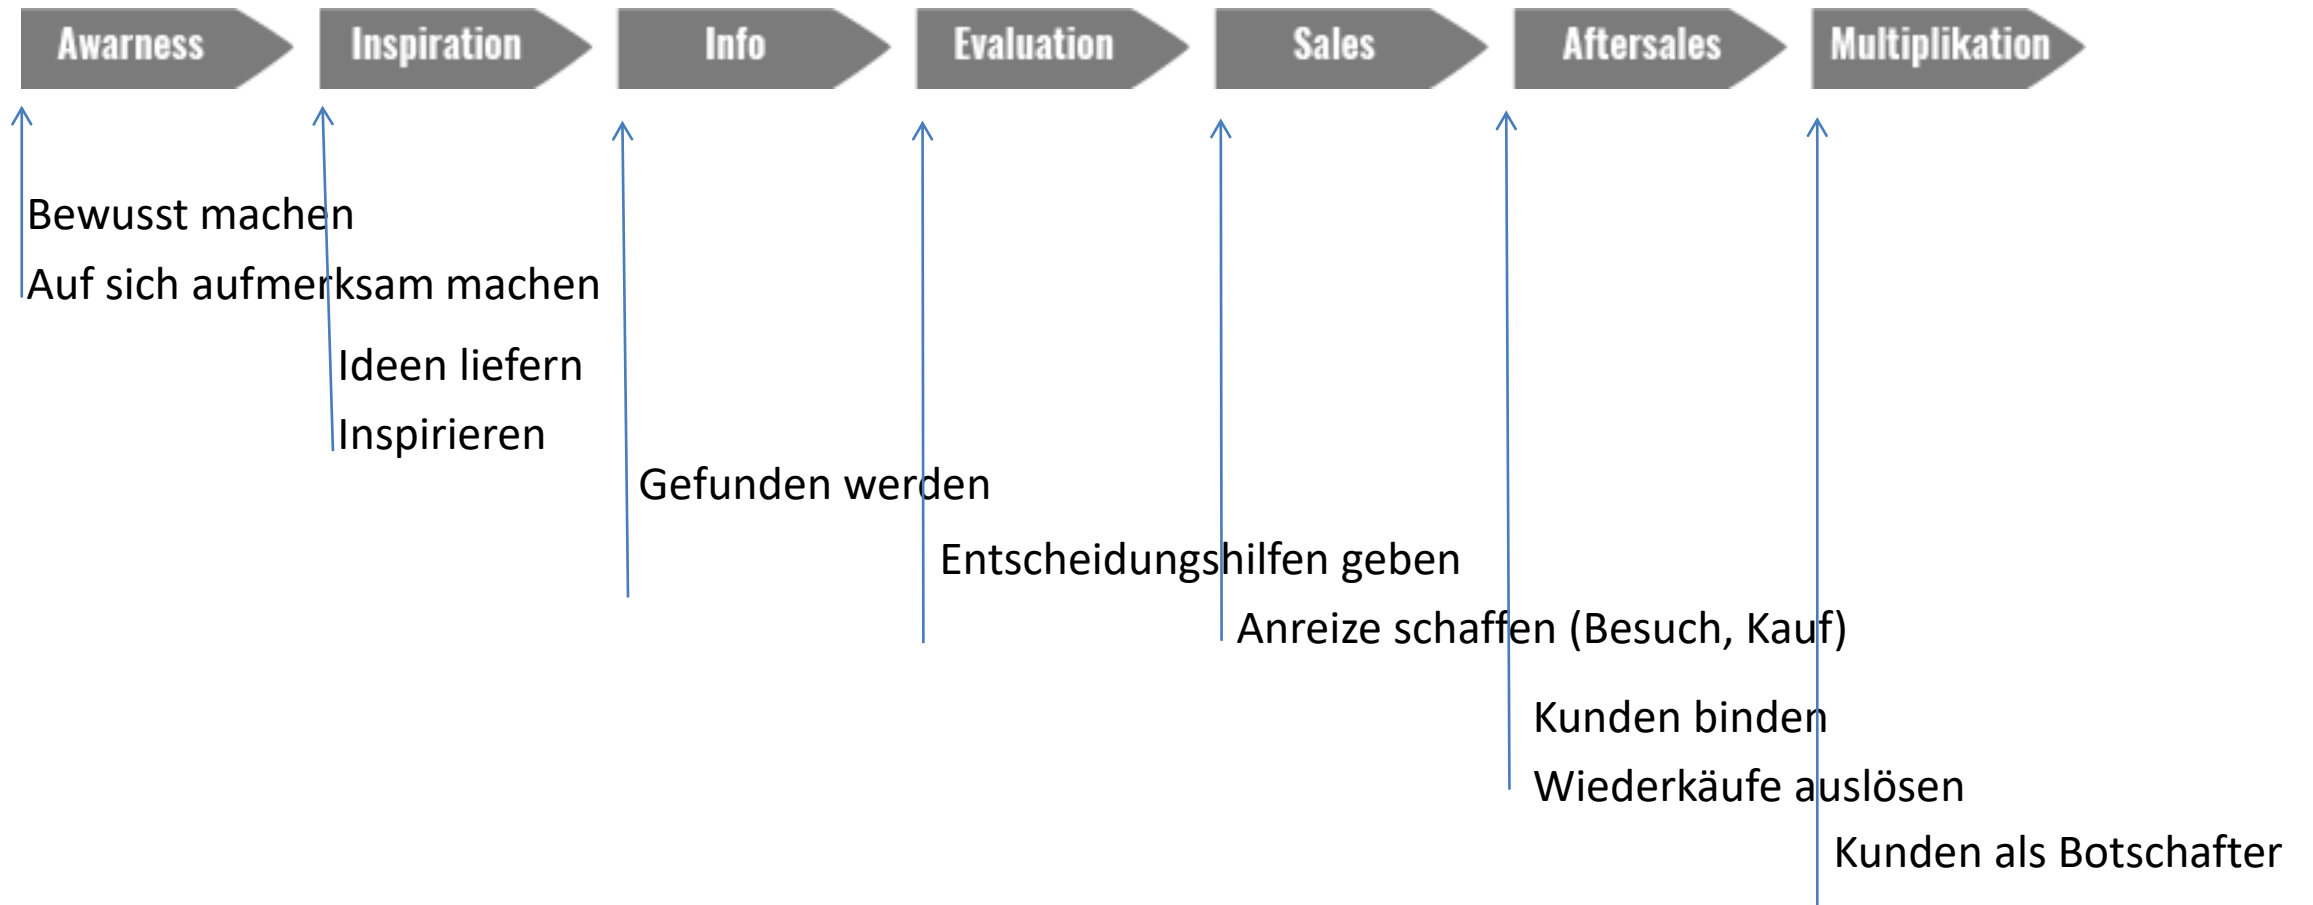 Awarness
Inspiration
Info
Evaluation
Sales
Aftersales
Multiplikation
Bewusst machen
Auf sich aufmerksam machen
Ideen liefern
Inspirieren
Gefunden werden
Entscheidungshilfen geben
Anreize schaffen (Besuch, Kauf)
Kunden binden
Wiederkäufe auslösen
Kunden als Botschafter